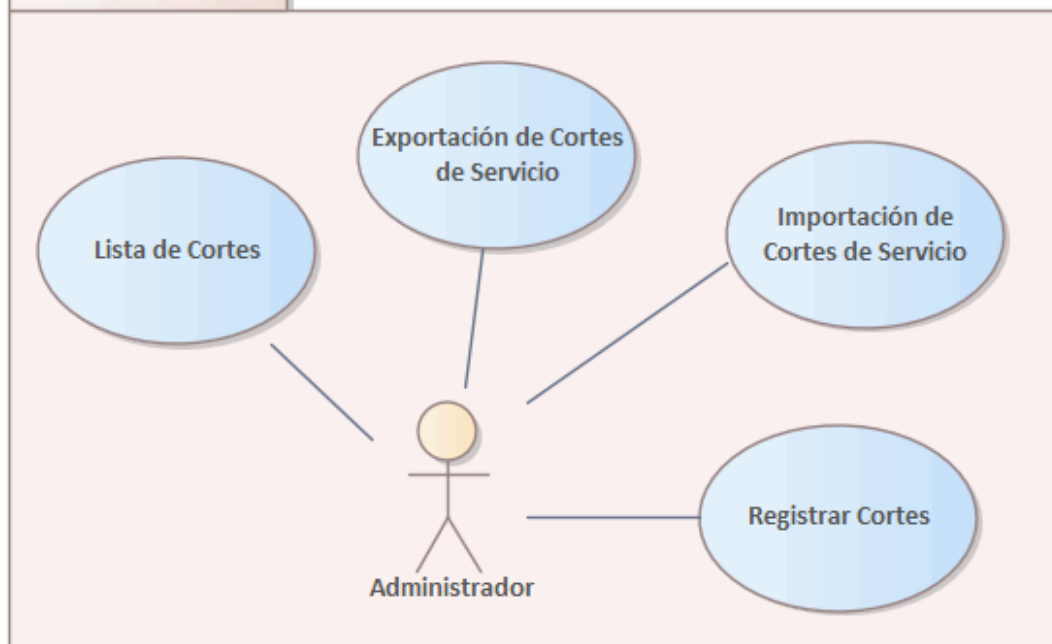 Exportación de Cortes
de Servicio
Lista de Cortes
Importación de
Cortes de Servicio
Registrar Cortes
Administrador